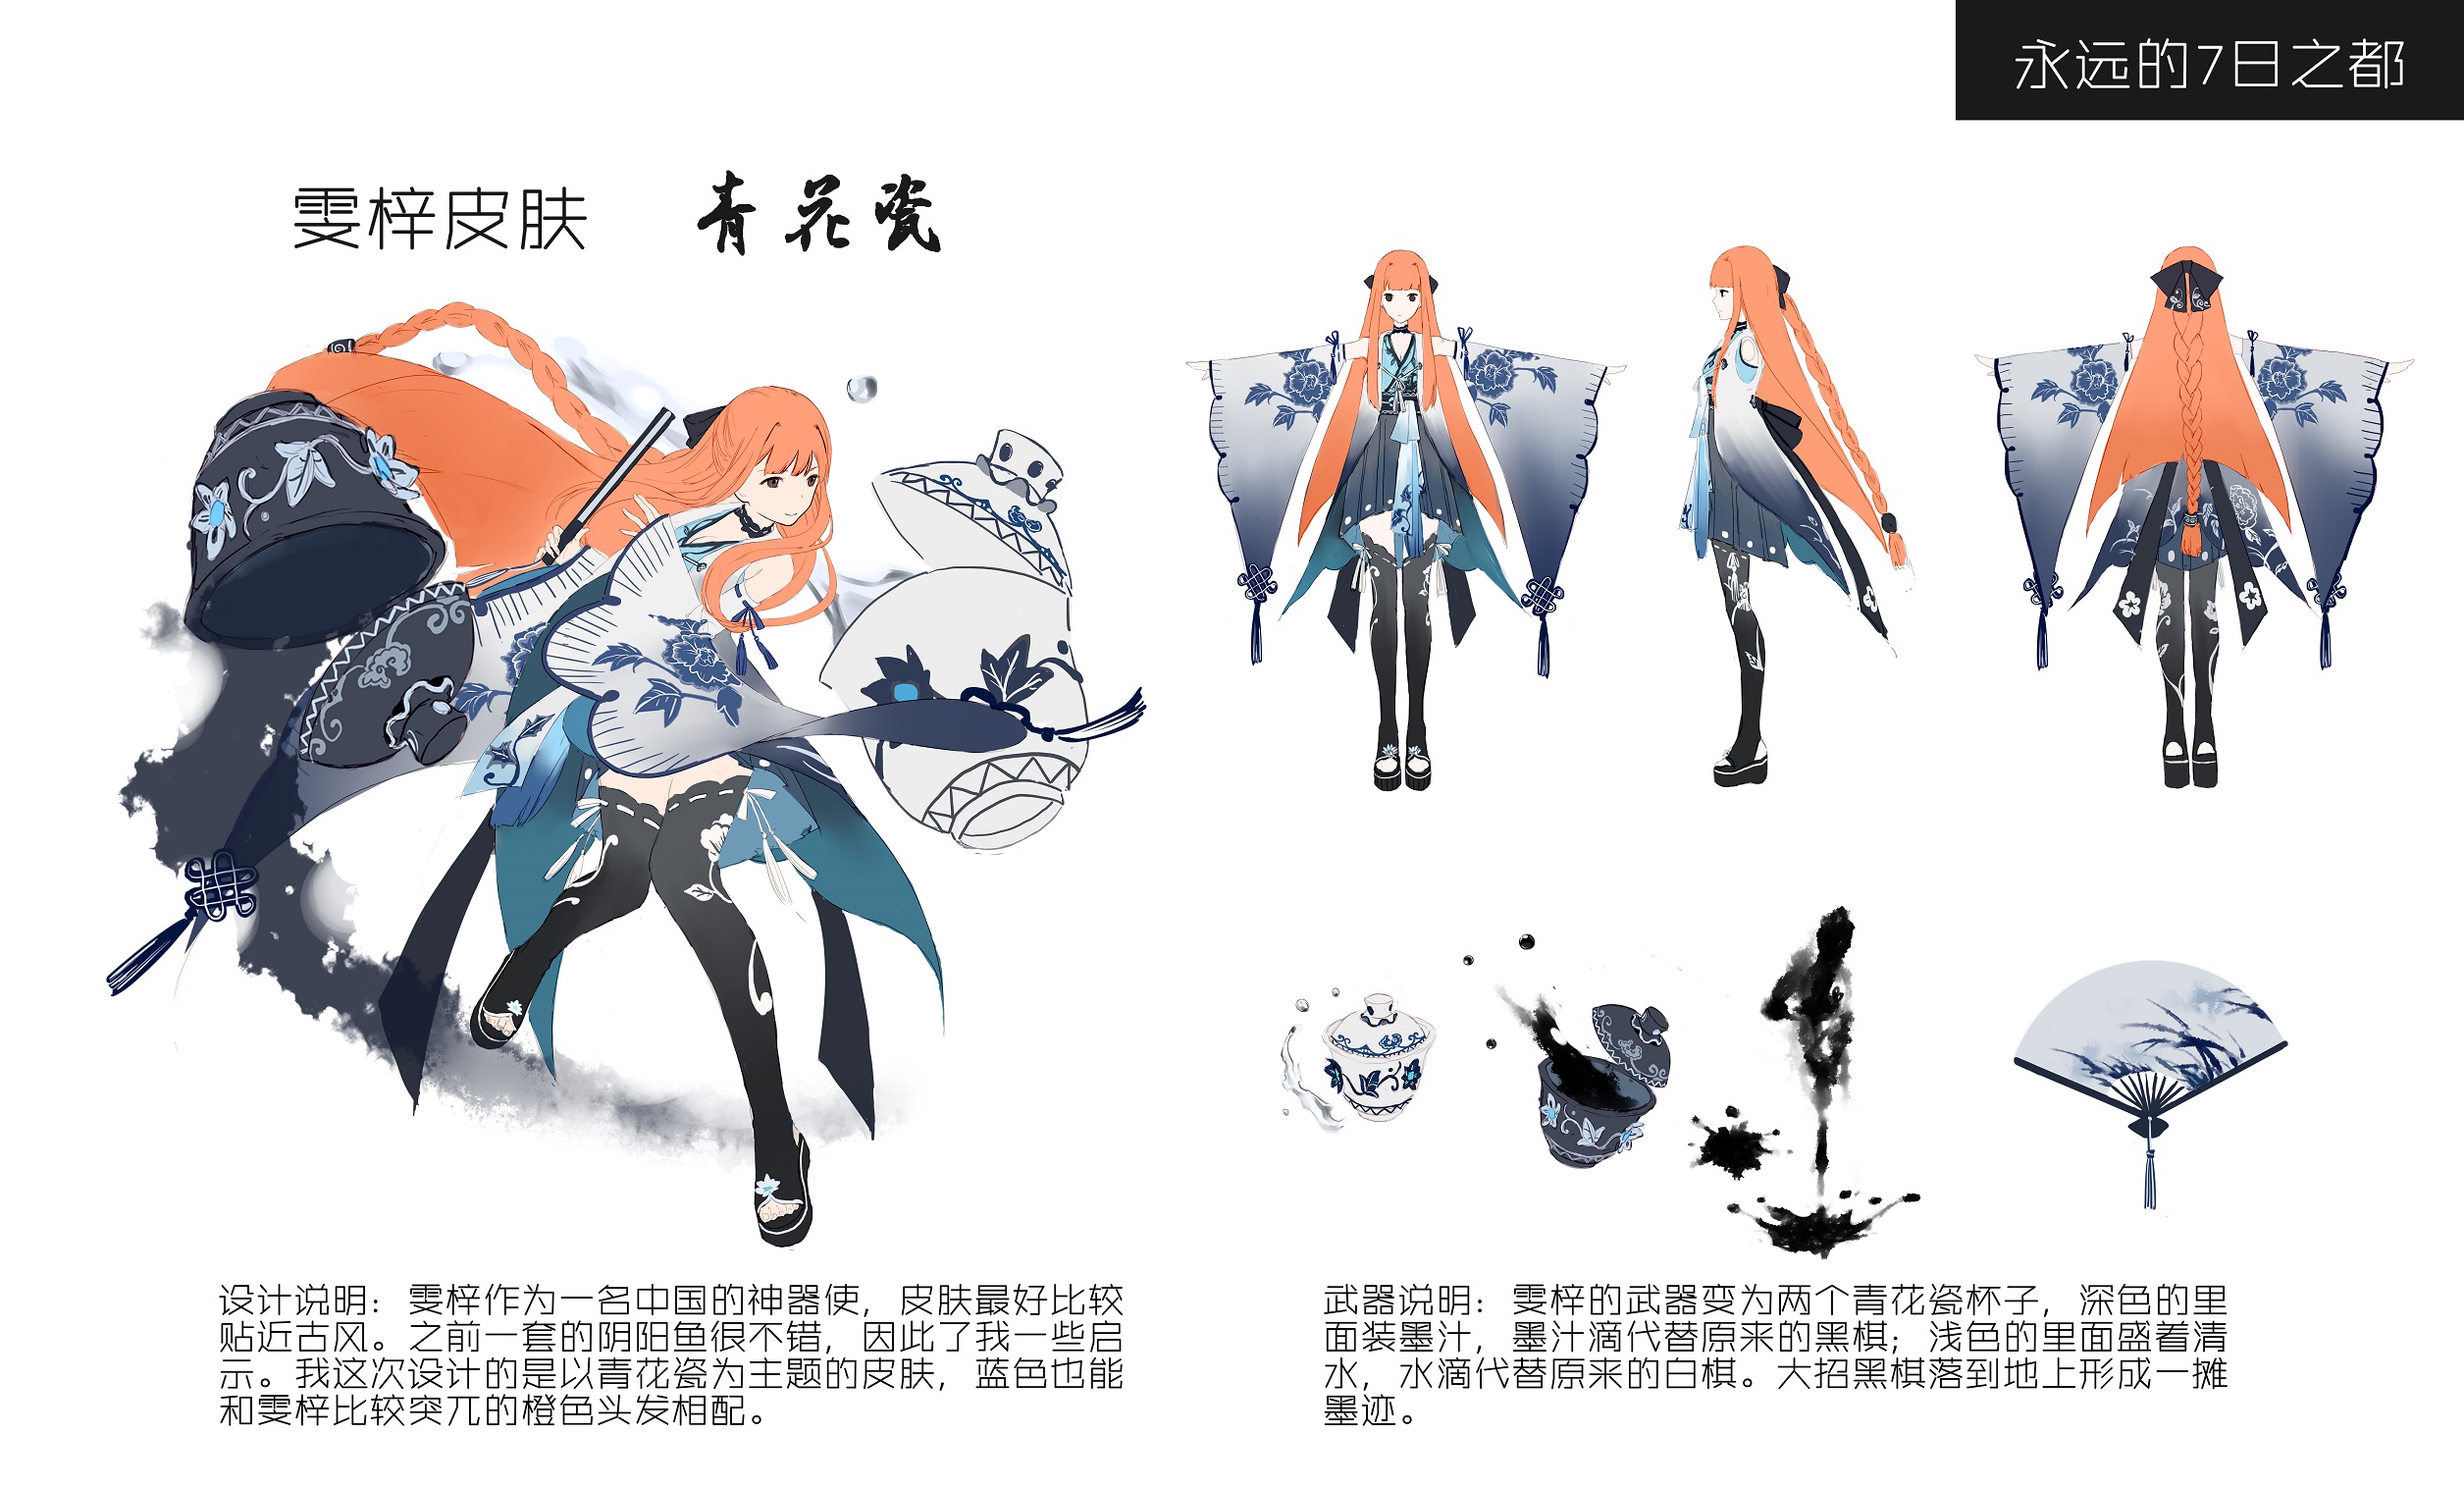 永远的7日之都
雯梓皮肤 青花瓷
设计说明：雯梓作为一名中国的神器使，皮肤最好比较
贴近古风。之前一套的阴阳鱼很不错，因此了我一些启
示。我这次设计的是以青花瓷为主题的皮肤，蓝色也能
和雯梓比较突兀的橙色头发相配。
武器说明：雯梓的武器变为两个青花瓷杯子，深色的里
面装墨汁，墨汁滴代替原来的黑棋；浅色的里面盛着清
水，水滴代替原来的白棋。大招黑棋落到地上形成一摊
墨迹。